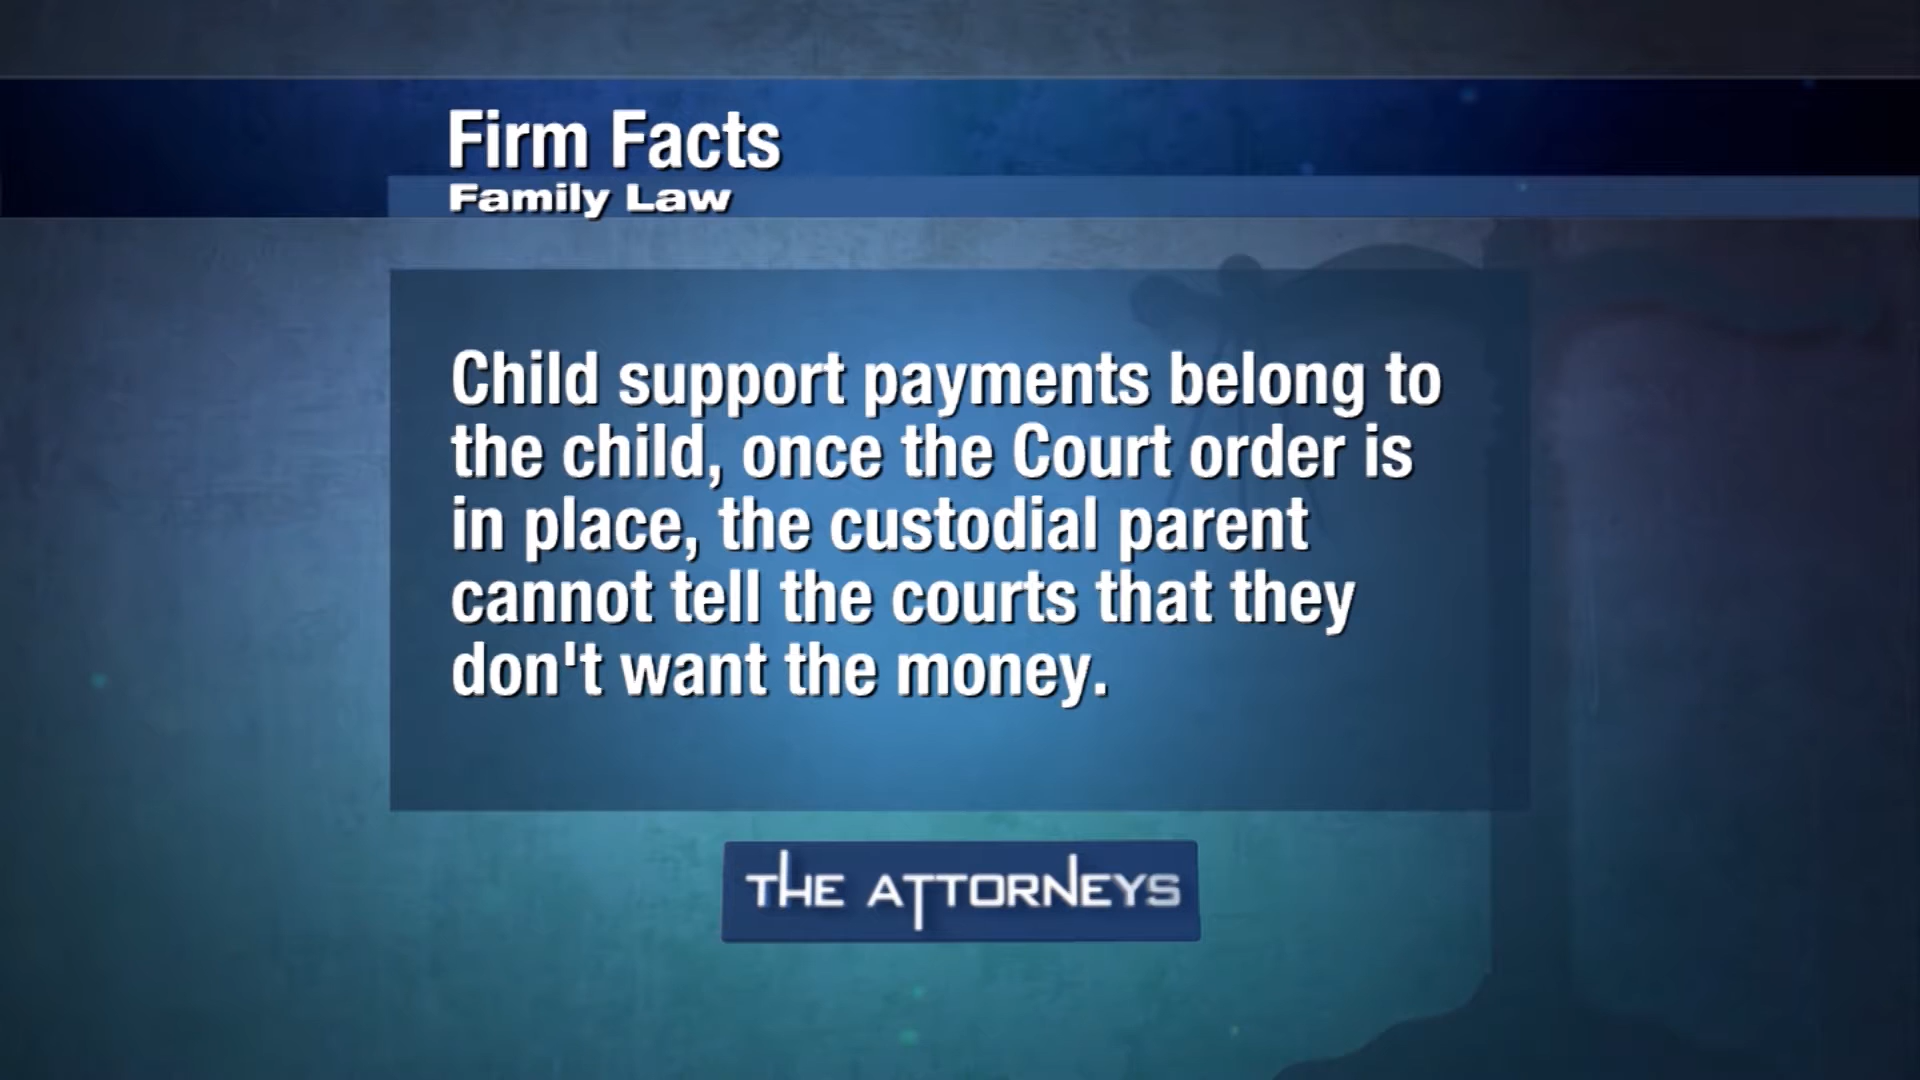 Firm Facts
Family Law
Child support payments belong to
the child, once the Court order is
in place, the custodial parent
cannot tell the courts that they
don't want the money.
THE ATTORNEYS